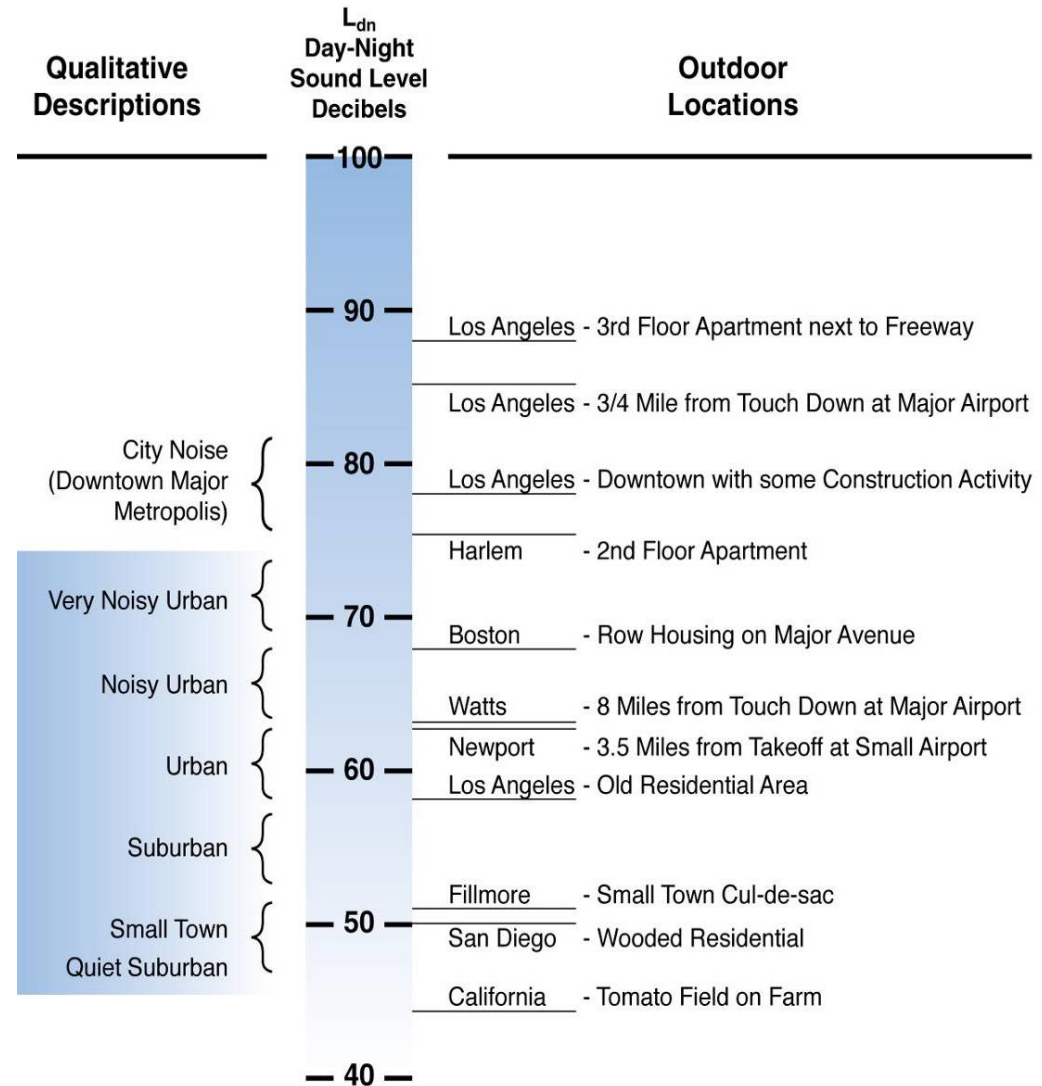 Qualitative
Descriptions
L_dn
Day-Night
Sound Level
Decibels
Outdoor
Locations
100
90
Los Angeles - 3rd Floor Apartment next to Freeway
Los Angeles - 3/4 Mile from Touch Down at Major Airport
City Noise
(Downtown Major
Metropolis)
80
Los Angeles - Downtown with some Construction Activity
Harlem - 2nd Floor Apartment
Very Noisy Urban
70
Boston - Row Housing on Major Avenue
Noisy Urban
Watts - 8 Miles from Touch Down at Major Airport
Newport - 3.5 Miles from Takeoff at Small Airport
Urban
60
Los Angeles - Old Residential Area
Suburban
Fillmore - Small Town Cul-de-sac
Small Town
Quiet Suburban
50
San Diego - Wooded Residential
California - Tomato Field on Farm
40